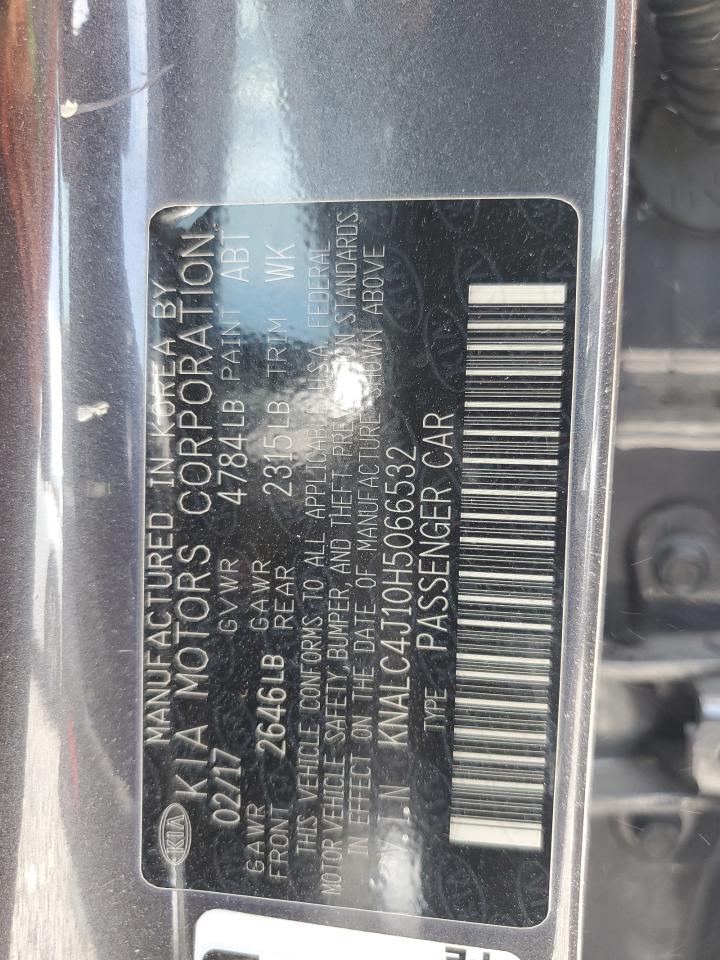 MANUFACTURED IN KOREA BY
KIA KIA MOTORS CORPORATION
02/17 GVWR 4784LB PAINT AB1
GAWR FRONT 2646LB GAWR REAR 2315LB TRIM WK
THIS VEHICLE CONFORMS TO ALL APPLICABLE U.S.A. FEDERAL
MOTOR VEHICLE SAFETY, BUMPER, AND THEFT PREVENTION STANDARDS
IN EFFECT ON THE DATE OF MANUFACTURE SHOWN ABOVE
V.I.N KNALC4J10H5066532
TYPE PASSENGER CAR